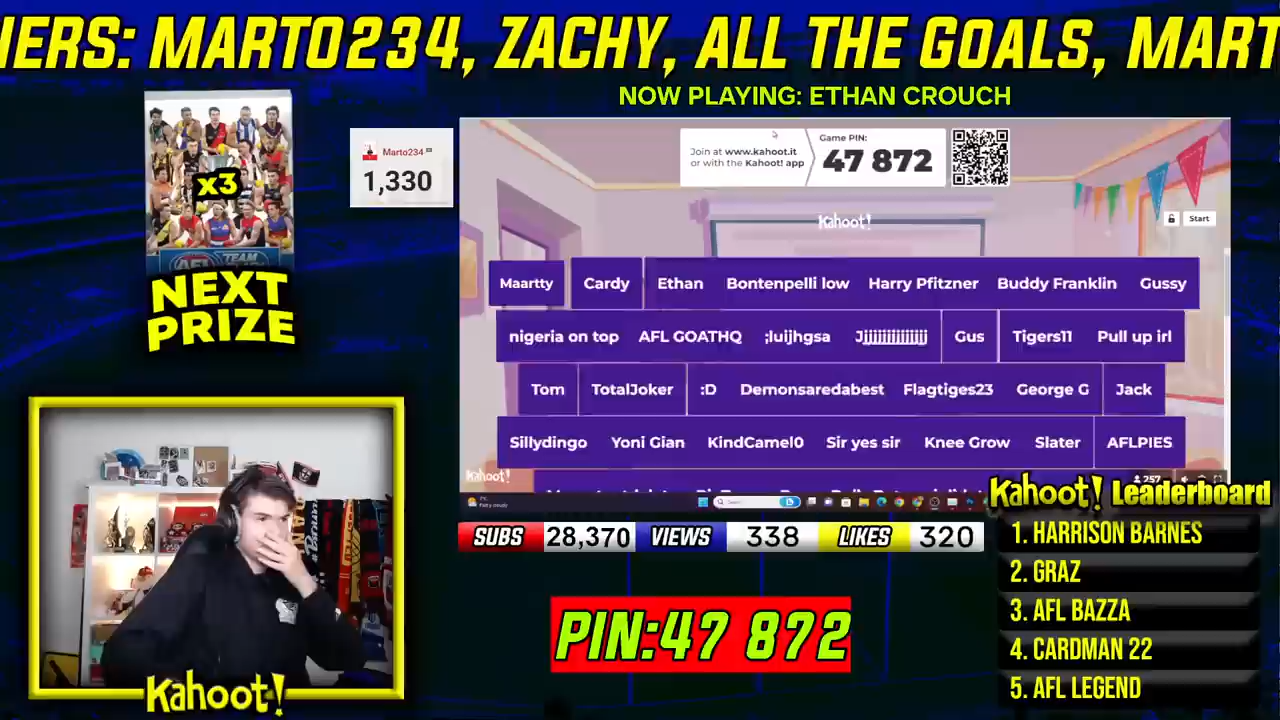 IERS: MARTO234, ZACHY, ALL THE GOALS, MART
NOW PLAYING: ETHAN CROUCH
x3
AFL TEAM
NEXT
PRIZE
Marto234
1,330
Join at www.kahoot.it
or with the Kahoot! app
Game PIN:
47 872
Kahoot!
Start
Maartty Cardy Ethan Bontenpelli low Harry Pfitzner Buddy Franklin Gussy
nigeria on top AFL GOATHQ ;luijhgsa Jjjjjjjjjjjjjjj Gus Tigers11 Pull up irl
Tom TotalJoker :D Demonsaredabest Flagtiges23 George G Jack
Sillydingo Yoni Gian KindCamel0 Sir yes sir Knee Grow Slater AFLPIES
Kahoot!
257
SUBS 28,370 VIEWS 338 LIKES 320
PIN:47 872
Kahoot! Leaderboard
1. HARRISON BARNES
2. GRAZ
3. AFL BAZZA
4. CARDMAN 22
5. AFL LEGEND
Kahoot!